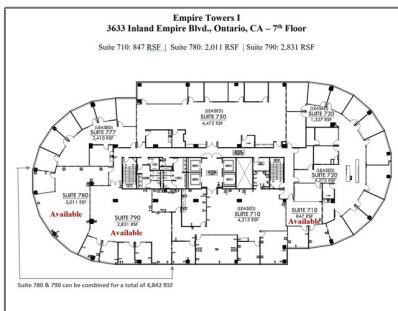 Empire Towers I
3633 Inland Empire Blvd., Ontario, CA – 7th Floor
Suite 710: 847 RSF | Suite 780: 2,011 RSF | Suite 790: 2,831 RSF
(LEASED)
SUITE 750
4,473 RSF
(LEASED)
SUITE 720
1,337 RSF
(LEASED)
SUITE 777
2,410 RSF
(LEASED)
SUITE 720
4,273 RSF
SUITE 780
2,011 RSF
Available
SUITE 790
2,831 RSF
Available
(LEASED)
SUITE 710
4,313 RSF
SUITE 710
847 RSF
Available
Suite 780 & 790 can be combined for a total of 4,842 RSF